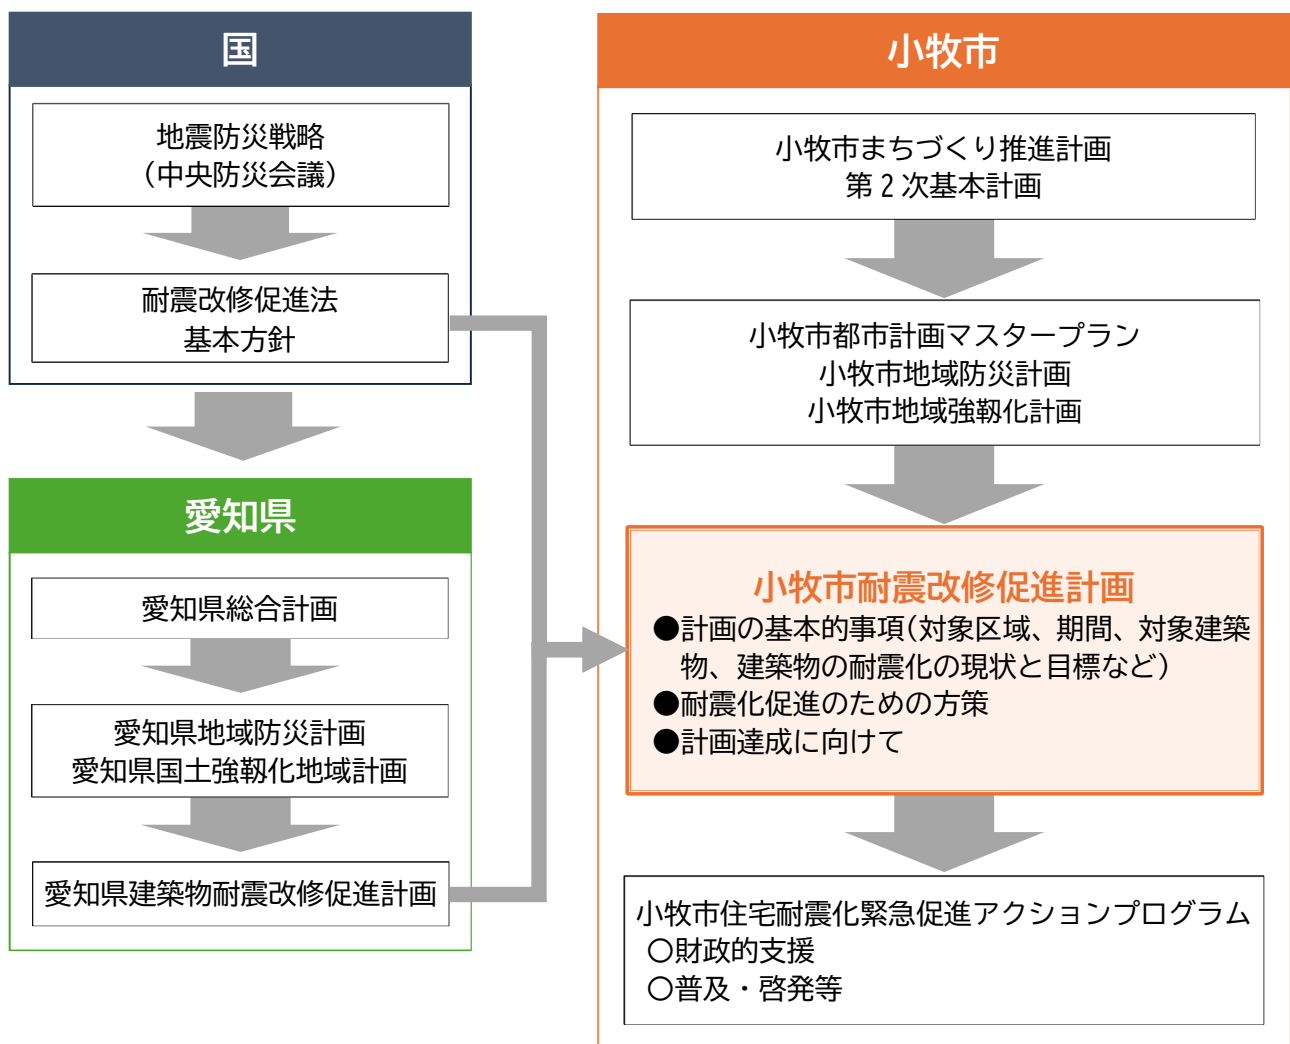 国
地震防災戦略
（中央防災会議）
耐震改修促進法
基本方針
愛知県
愛知県総合計画
愛知県地域防災計画
愛知県国土強靱化地域計画
愛知県建築物耐震改修促進計画
小牧市
小牧市まちづくり推進計画
第２次基本計画
小牧市都市計画マスタープラン
小牧市地域防災計画
小牧市地域強靱化計画
小牧市耐震改修促進計画
●計画の基本的事項（対象区域、期間、対象建築
物、建築物の耐震化の現状と目標など）
●耐震化促進のための方策
●計画達成に向けて
小牧市住宅耐震化緊急促進アクションプログラム
○財政的支援
○普及・啓発等